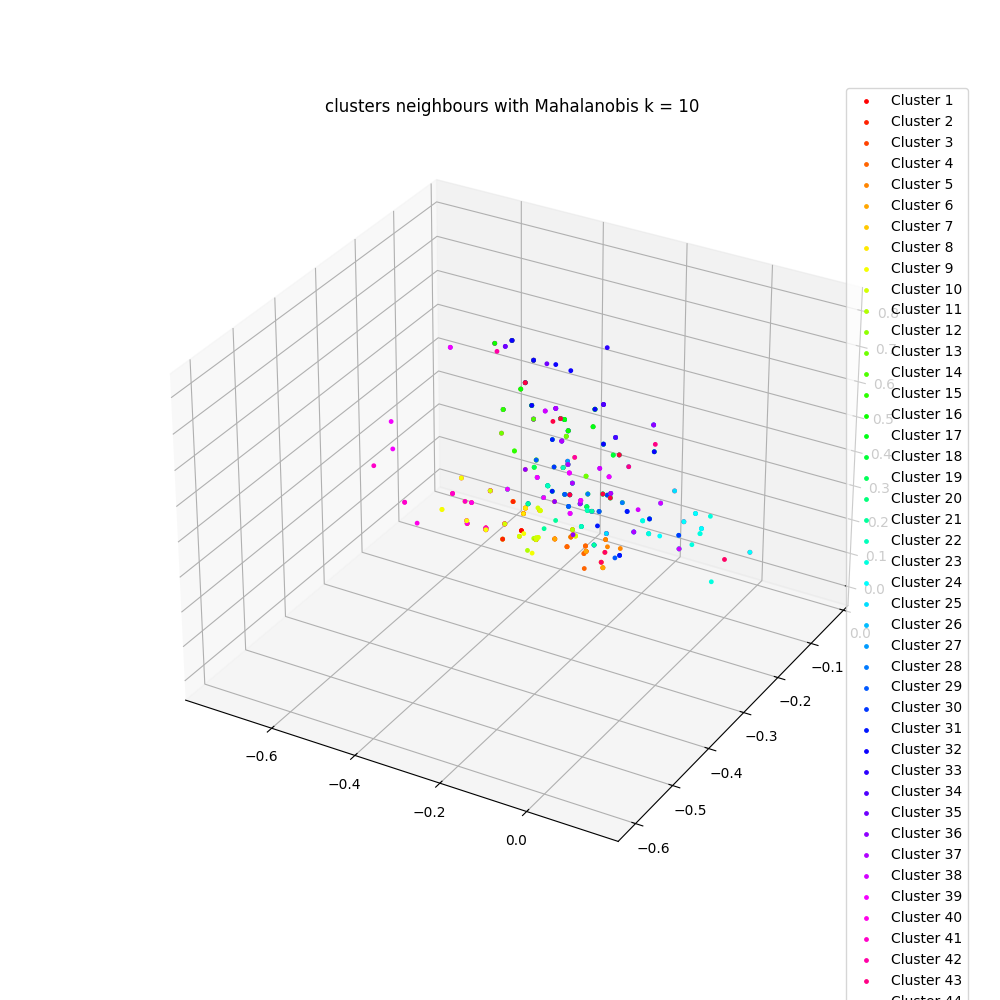 clusters neighbours with Mahalanobis k = 10
Cluster 1
Cluster 2
Cluster 3
Cluster 4
Cluster 5
Cluster 6
Cluster 7
Cluster 8
Cluster 9
Cluster 10
Cluster 11
Cluster 12
Cluster 13
Cluster 14
Cluster 15
Cluster 16
Cluster 17
Cluster 18
Cluster 19
Cluster 20
Cluster 21
Cluster 22
Cluster 23
Cluster 24
Cluster 25
Cluster 26
Cluster 27
Cluster 28
Cluster 29
Cluster 30
Cluster 31
Cluster 32
Cluster 33
Cluster 34
Cluster 35
Cluster 36
Cluster 37
Cluster 38
Cluster 39
Cluster 40
Cluster 41
Cluster 42
Cluster 43
Cluster 44
0.7
0.6
0.5
0.4
0.3
0.2
0.1
0.0
0.0
−0.1
−0.2
−0.3
−0.4
−0.5
−0.6
−0.6
−0.4
−0.2
0.0